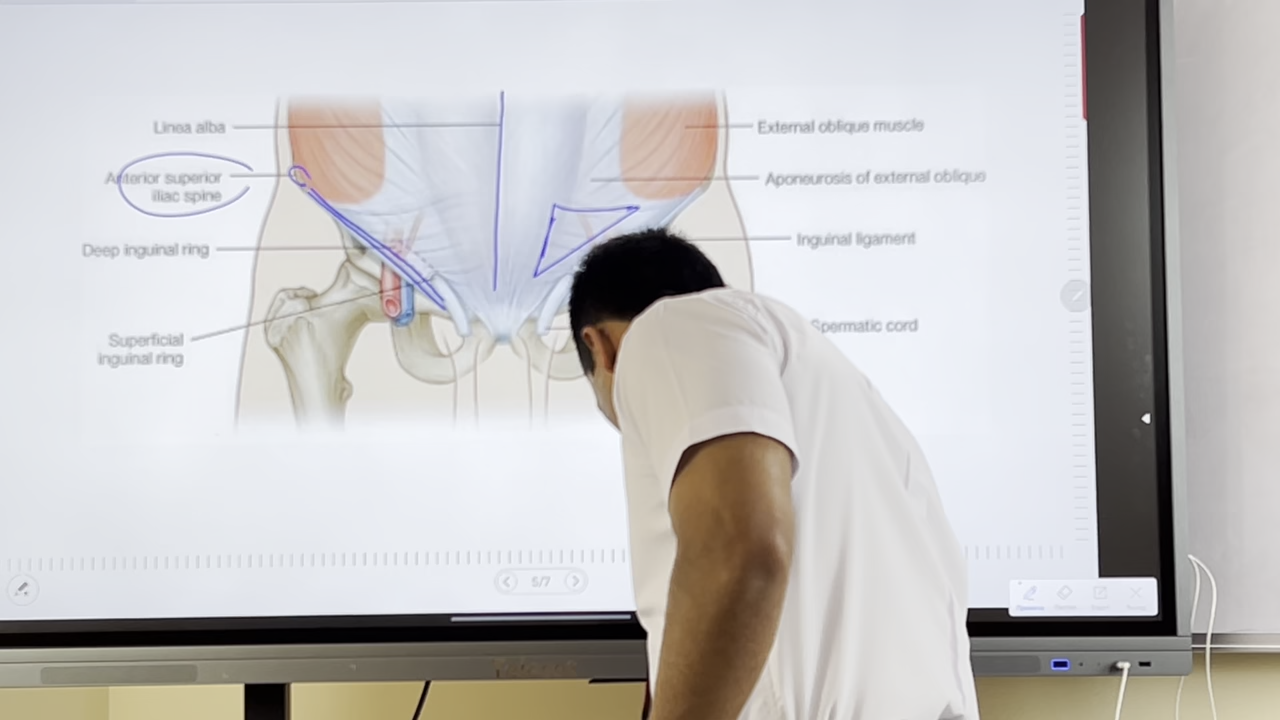 Linea alba
Anterior superior
iliac spine
Deep inguinal ring
Superficial
inguinal ring
External oblique muscle
Aponeurosis of external oblique
Inguinal ligament
Spermatic cord
5/7